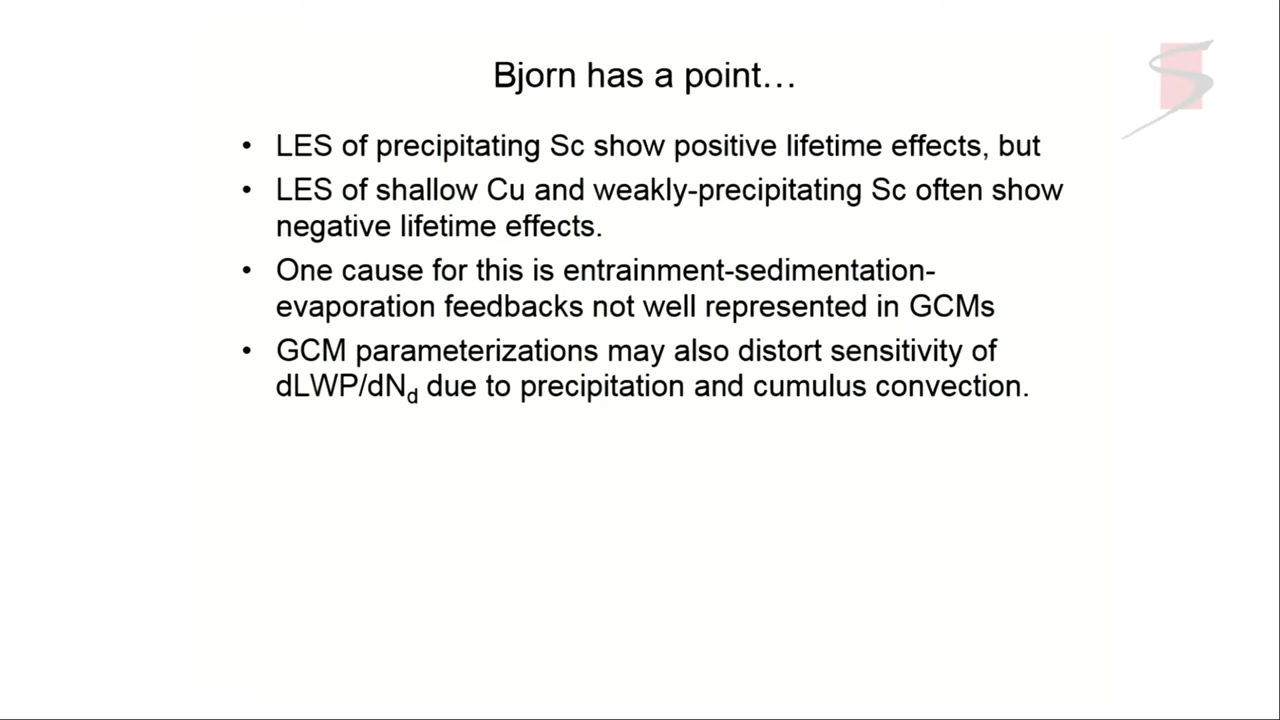 Bjorn has a point…
• LES of precipitating Sc show positive lifetime effects, but
• LES of shallow Cu and weakly-precipitating Sc often show
negative lifetime effects.
• One cause for this is entrainment-sedimentation-
evaporation feedbacks not well represented in GCMs
• GCM parameterizations may also distort sensitivity of
dLWP/dNd due to precipitation and cumulus convection.